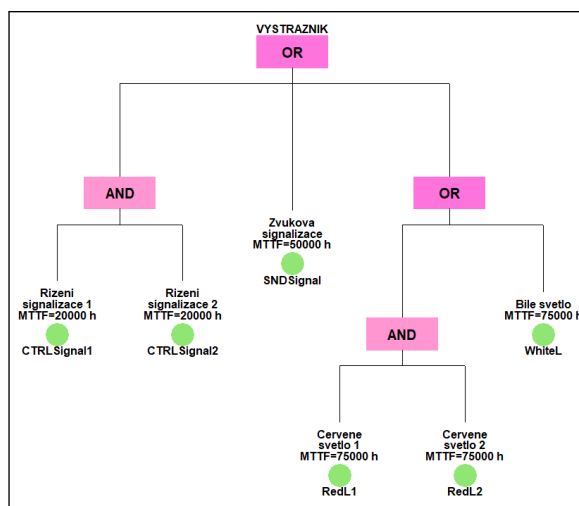 VYSTRAZNIK
OR
AND
OR
Zvukova
signalizace
MTTF=50000 h
SNDSignal
Rizeni
signalizace 1
MTTF=20000 h
CTRLSignal1
Rizeni
signalizace 2
MTTF=20000 h
CTRLSignal2
Bile svetlo
MTTF=75000 h
WhiteL
AND
Cervene
svetlo 1
MTTF=75000 h
RedL1
Cervene
svetlo 2
MTTF=75000 h
RedL2